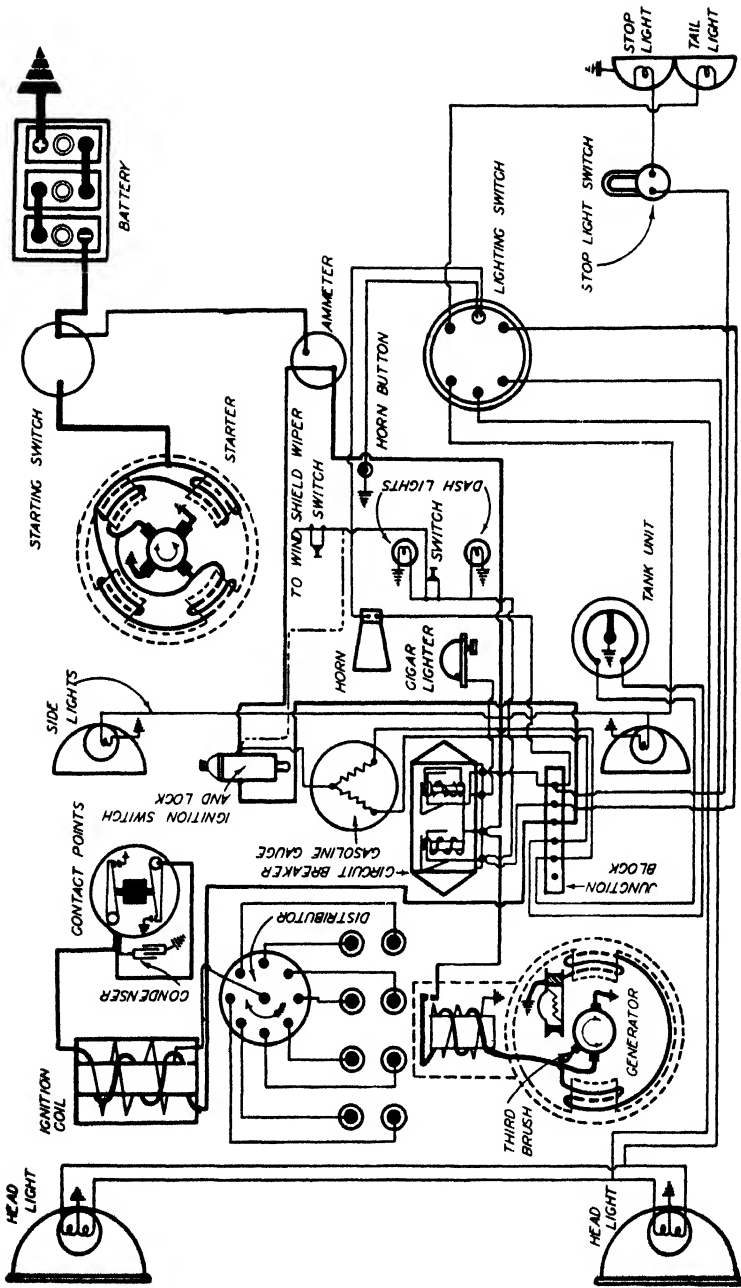 HEAD
LIGHT
IGNITION
COIL
CONDENSER
CONTACT POINTS
SIDE
LIGHTS
STARTING SWITCH
STARTER
BATTERY
IGNITION SWITCH
AND LOCK
DISTRIBUTOR
GASOLINE GAUGE
CIRCUIT BREAKER
TO WIND SHIELD WIPER
SWITCH
AMMETER
HORN
HORN BUTTON
CIGAR
LIGHTER
DASH LIGHTS
SWITCH
LIGHTING SWITCH
THIRD
BRUSH
GENERATOR
JUNCTION
BLOCK
TANK UNIT
STOP LIGHT SWITCH
STOP
LIGHT
TAIL
LIGHT
HEAD
LIGHT